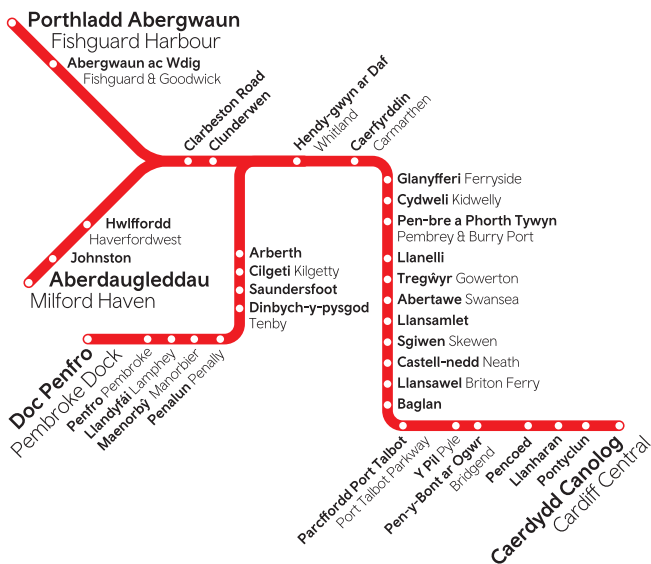 Porthladd Abergwaun
Fishguard Harbour
Abergwaun ac Wdig
Fishguard & Goodwick
Clarbeston Road
Clunderwen
Hendy-gwyn ar Daf
Whitland
Caerfyrddin
Carmarthen
Hwlffordd
Haverfordwest
Johnston
Aberdaugleddau
Milford Haven
Arberth
Cilgeti Kilgetty
Saundersfoot
Dinbych-y-pysgod
Tenby
Doc Penfro
Pembroke Dock
Penfro Pembroke
Llandyfái Lamphey
Maenorbŷ Manorbier
Penalun Penally
Glanyfferi Ferryside
Cydweli Kidwelly
Pen-bre a Phorth Tywyn
Pembrey & Burry Port
Llanelli
Tregŵyr Gowerton
Abertawe Swansea
Llansamlet
Sgiwen Skewen
Castell-nedd Neath
Llansawel Briton Ferry
Baglan
Parcffordd Port Talbot
Port Talbot Parkway
Y Pîl Pyle
Pen-y-Bont ar Ogwr
Bridgend
Pencoed
Llanharan
Pontyclun
Caerdydd Canolog
Cardiff Central